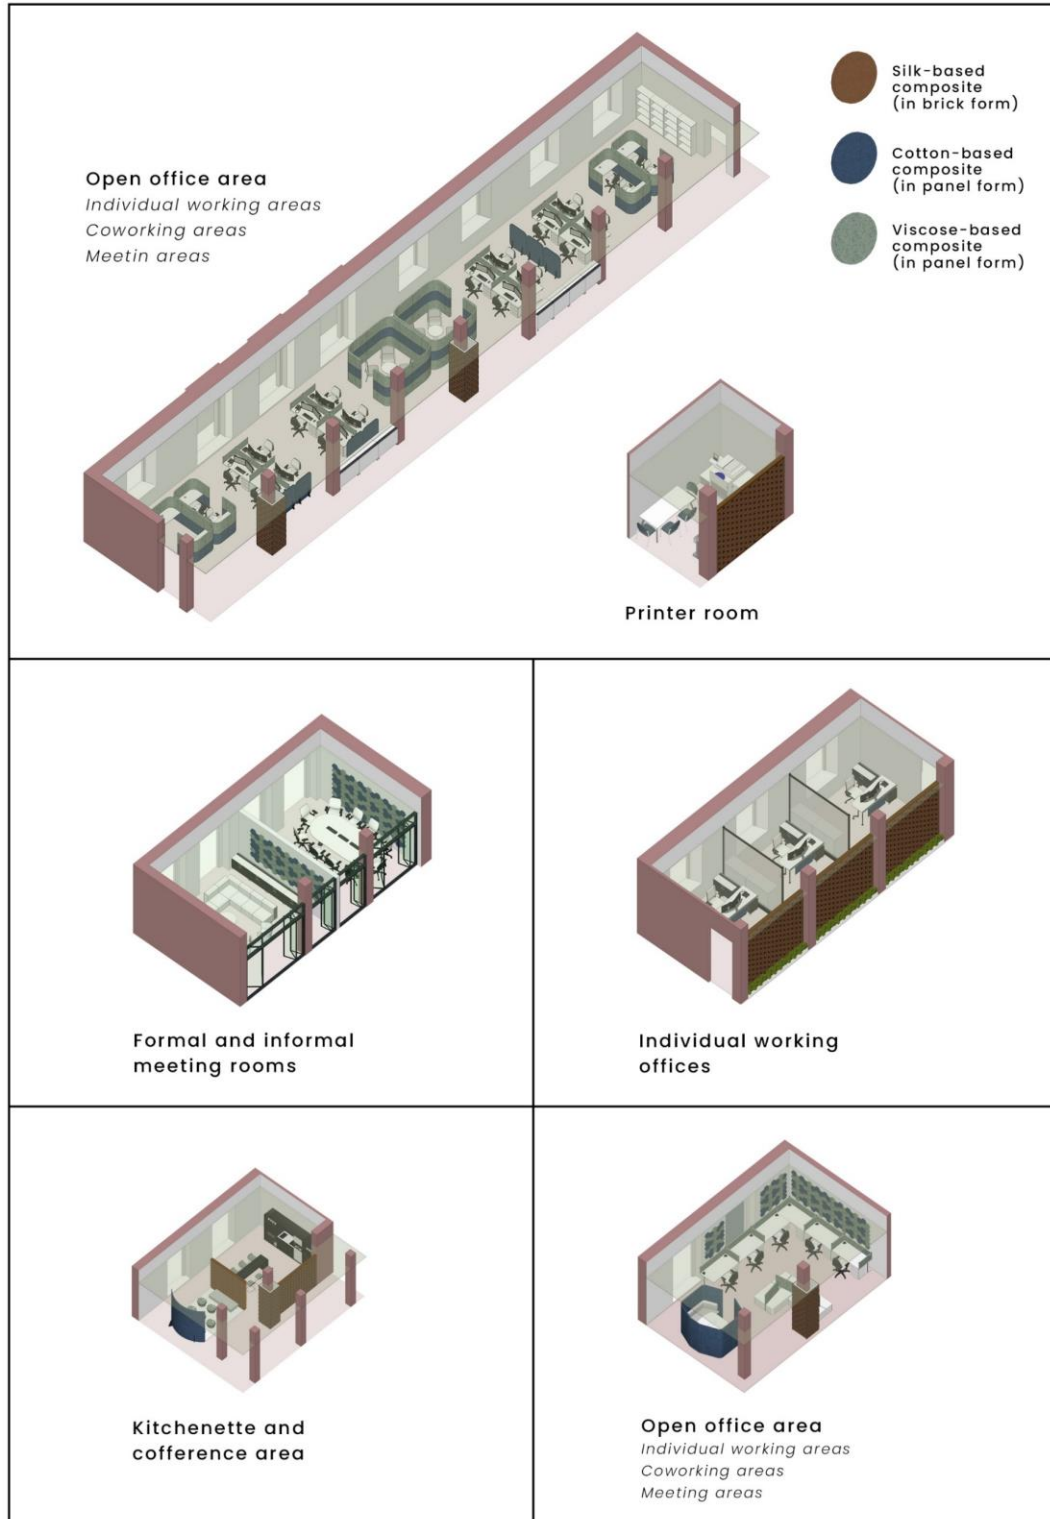 Silk-based
composite
(in brick form)
Cotton-based
composite
(in panel form)
Viscose-based
composite
(in panel form)
Open office area
Individual working areas
Coworking areas
Meetin areas
Printer room
Formal and informal
meeting rooms
Individual working
offices
Kitchenette and
cofference area
Open office area
Individual working areas
Coworking areas
Meeting areas